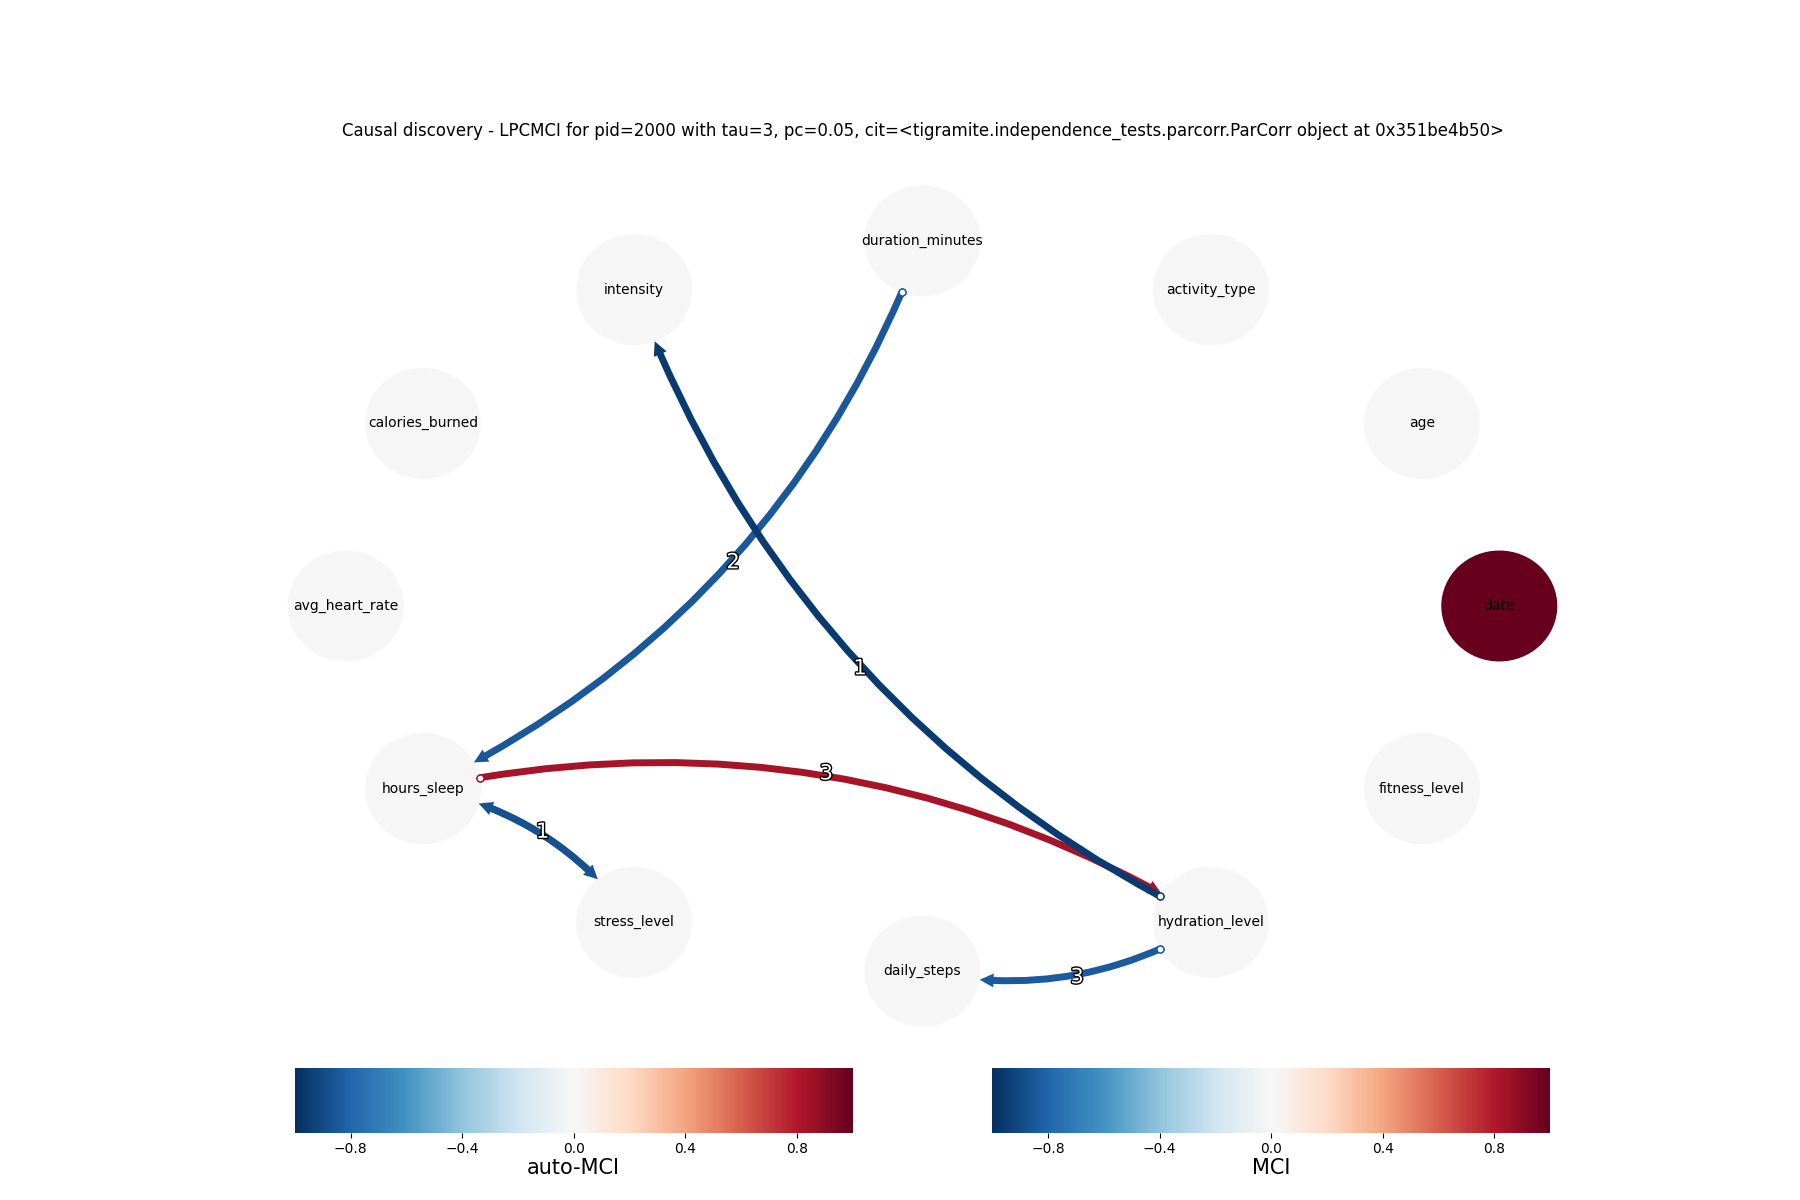 Causal discovery - LPCMCI for pid=2000 with tau=3, pc=0.05, cit=<tigramite.independence_tests.parcorr.ParCorr object at 0x351be4b50>
duration_minutes
intensity
activity_type
calories_burned
age
2
avg_heart_rate
date
1
3
hours_sleep
fitness_level
1
stress_level
hydration_level
daily_steps
3
−0.8 −0.4 0.0 0.4 0.8
auto-MCI
−0.8 −0.4 0.0 0.4 0.8
MCI